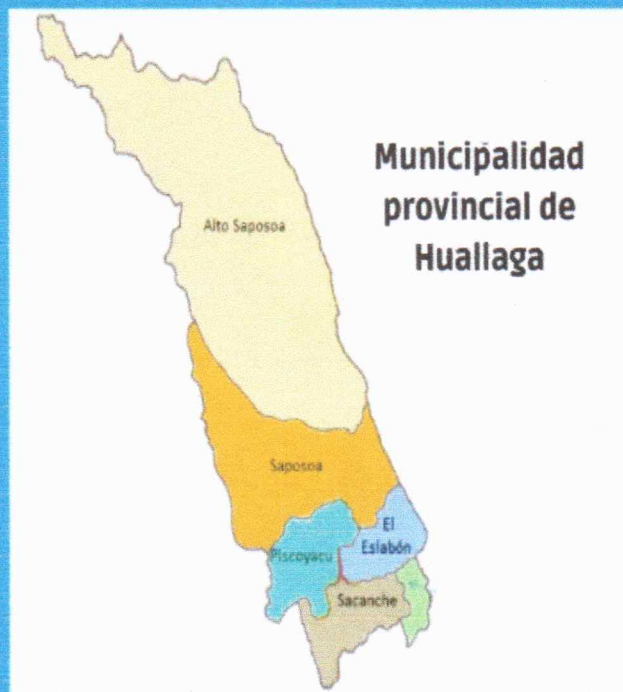 Municipalidad
provincial de
Huallaga
Alto Saposoa
Saposoa
El
Eslabón
Piscoyacu
Sacanche